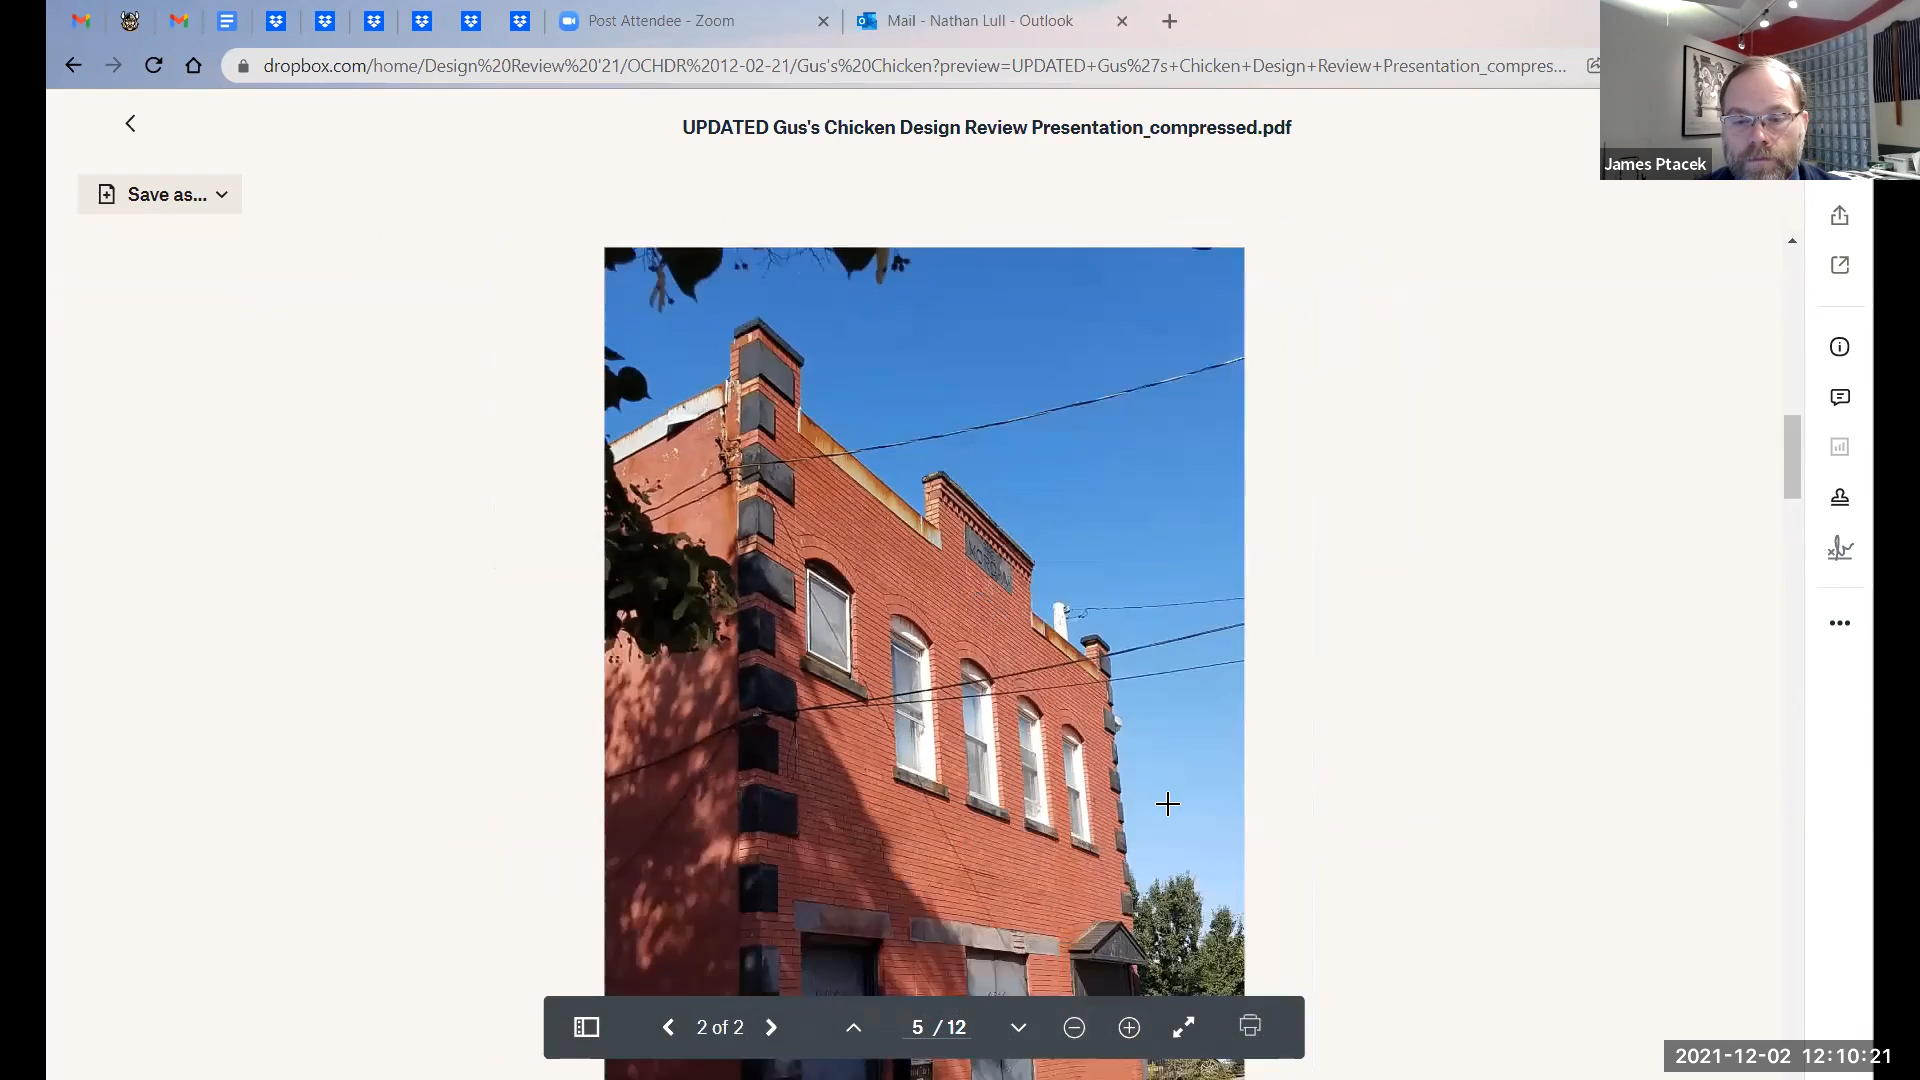 Post Attendee - Zoom
Mail - Nathan Lull - Outlook
dropbox.com/home/Design%20Review%20'21/OCHDR%2012-02-21/Gus's%20Chicken?preview=UPDATED+Gus%27s+Chicken+Design+Review+Presentation_compres...
UPDATED Gus's Chicken Design Review Presentation_compressed.pdf
James Ptacek
Save as...
2 of 2
5 / 12
2021-12-02 12:10:21